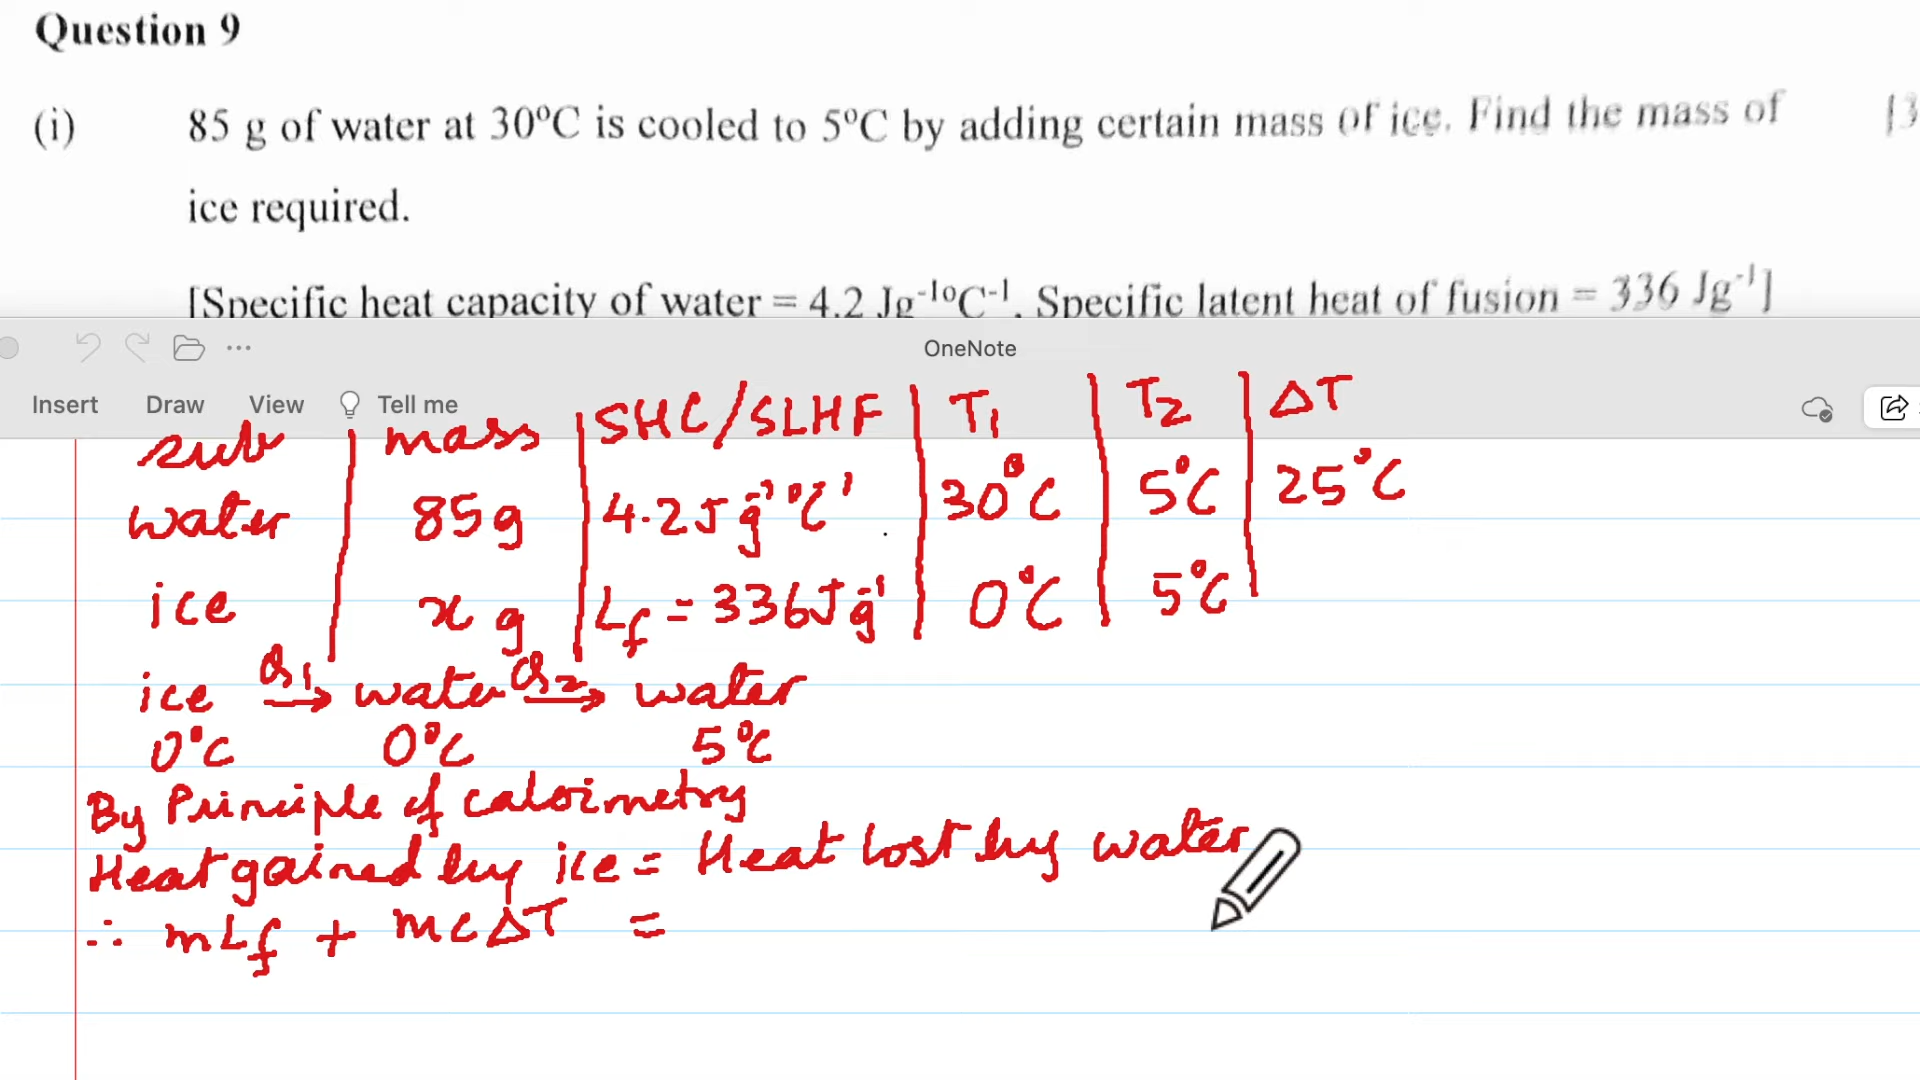 Question 9
(i) 85 g of water at 30°C is cooled to 5°C by adding certain mass of ice. Find the mass of [3
ice required.
[Specific heat capacity of water = 4.2 Jg⁻¹°C⁻¹, Specific latent heat of fusion = 336 Jg⁻¹]
OneNote
Insert Draw View Tell me
sub | mass | SHC/SLHF | T₁ | T₂ | ΔT
water | 85g | 4.2J g⁻¹°C⁻¹ | 30°C | 5°C | 25°C
ice | x g | Lf = 336J g⁻¹ | 0°C | 5°C
ice Q₁→ water Q₂→ water
0°C 0°C 5°C
By Principle of calorimetry
Heat gained by ice = Heat lost by water
∴ mLf + mcΔT =